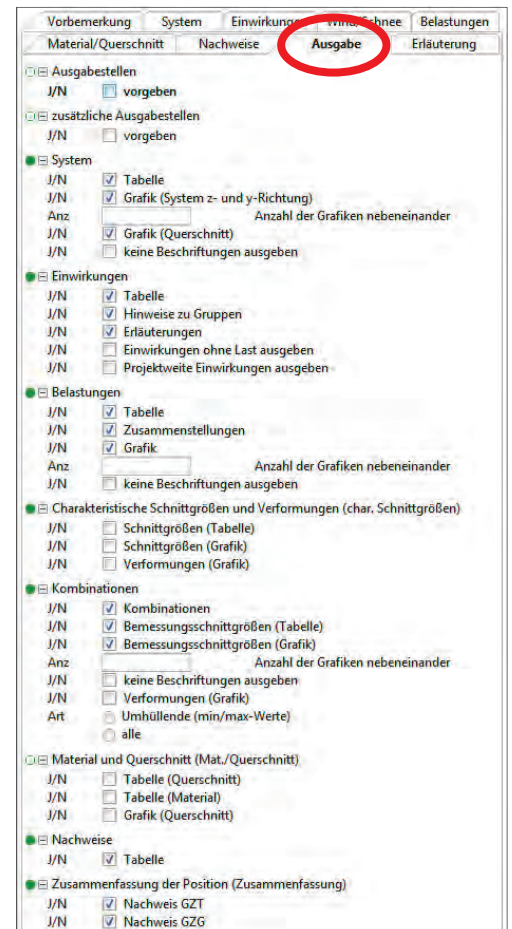 Vorbemerkung System Einwirkungen Wind/Schnee Belastungen
Material/Querschnitt Nachweise Ausgabe Erläuterung
Ausgabestellen
J/N vorgeben
zusätzliche Ausgabestellen
J/N vorgeben
System
J/N Tabelle
J/N Grafik (System z- und y-Richtung)
Anz Anzahl der Grafiken nebeneinander
J/N Grafik (Querschnitt)
J/N keine Beschriftungen ausgeben
Einwirkungen
J/N Tabelle
J/N Hinweise zu Gruppen
J/N Erläuterungen
J/N Einwirkungen ohne Last ausgeben
J/N Projektweite Einwirkungen ausgeben
Belastungen
J/N Tabelle
J/N Zusammenstellungen
J/N Grafik
Anz Anzahl der Grafiken nebeneinander
J/N keine Beschriftungen ausgeben
Charakteristische Schnittgrößen und Verformungen (char. Schnittgrößen)
J/N Schnittgrößen (Tabelle)
J/N Schnittgrößen (Grafik)
J/N Verformungen (Grafik)
Kombinationen
J/N Kombinationen
J/N Bemessungsschnittgrößen (Tabelle)
J/N Bemessungsschnittgrößen (Grafik)
Anz Anzahl der Grafiken nebeneinander
J/N keine Beschriftungen ausgeben
J/N Verformungen (Grafik)
Art Umhüllende (min/max-Werte)
alle
Material und Querschnitt (Mat./Querschnitt)
J/N Tabelle (Querschnitt)
J/N Tabelle (Material)
J/N Grafik (Querschnitt)
Nachweise
J/N Tabelle
Zusammenfassung der Position (Zusammenfassung)
J/N Nachweis GZT
J/N Nachweis GZG